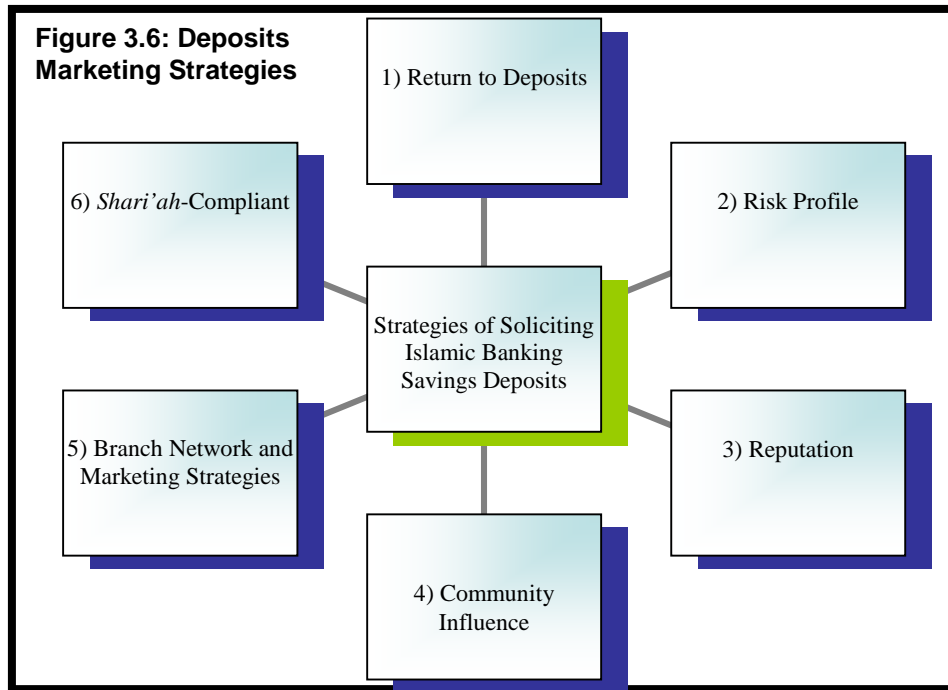 Figure 3.6: Deposits
Marketing Strategies
1) Return to Deposits
6) Shari’ah-Compliant
2) Risk Profile
Strategies of Soliciting
Islamic Banking
Savings Deposits
5) Branch Network and
Marketing Strategies
3) Reputation
4) Community
Influence